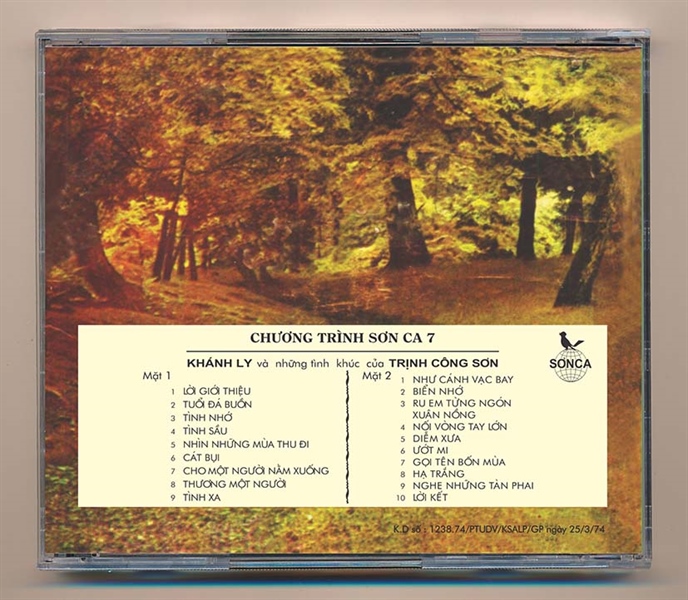 CHƯƠNG TRÌNH SƠN CA 7
KHÁNH LY và những tình khúc của TRỊNH CÔNG SƠN
SONCA
Mặt 1
1 LỜI GIỚI THIỆU
2 TUỔI ĐÁ BUỒN
3 TÌNH NHỚ
4 TÌNH SẦU
5 NHÌN NHỮNG MÙA THU ĐI
6 CÁT BỤI
7 CHO MỘT NGƯỜI NẰM XUỐNG
8 THƯƠNG MỘT NGƯỜI
9 TÌNH XA
Mặt 2
1 NHƯ CÁNH VẠC BAY
2 BIỂN NHỚ
3 RU EM TỪNG NGÓN
XUÂN NỒNG
4 NỐI VÒNG TAY LỚN
5 DIỄM XƯA
6 ƯỚT MI
7 GỌI TÊN BỐN MÙA
8 HẠ TRẮNG
9 NGHE NHỮNG TÀN PHAI
10 LỜI KẾT
K.D số : 1238.74/PTUDV/KSALP/GP ngày 25/3/74